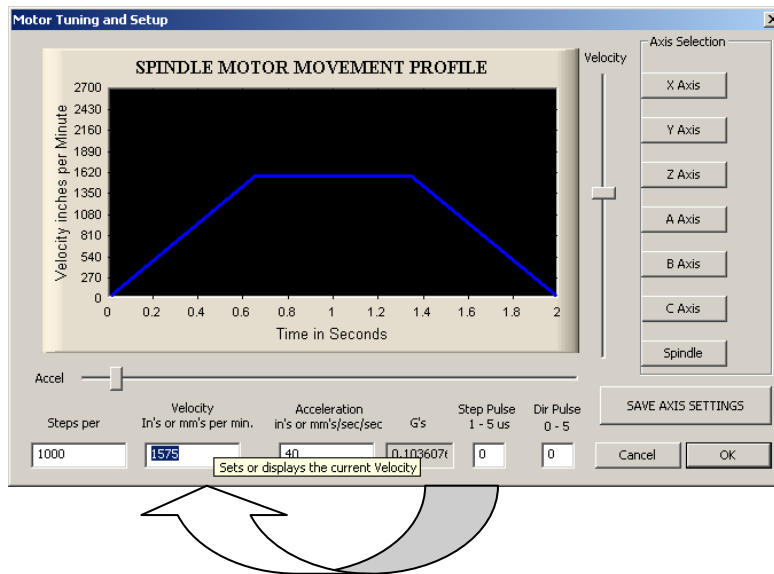 Motor Tuning and Setup
SPINDLE MOTOR MOVEMENT PROFILE
Velocity inches per Minute
2700
2430
2160
1890
1620
1350
1080
810
540
270
0
0 0.2 0.4 0.6 0.8 1 1.2 1.4 1.6 1.8 2
Time in Seconds
Velocity
Axis Selection
X Axis
Y Axis
Z Axis
A Axis
B Axis
C Axis
Spindle
Accel
Steps per
Velocity
In's or mm's per min.
Acceleration
in's or mm's/sec/sec
G's
Step Pulse
1 - 5 us
Dir Pulse
0 - 5
SAVE AXIS SETTINGS
1000
1575
40
0.103607
0
0
Sets or displays the current Velocity
Cancel
OK